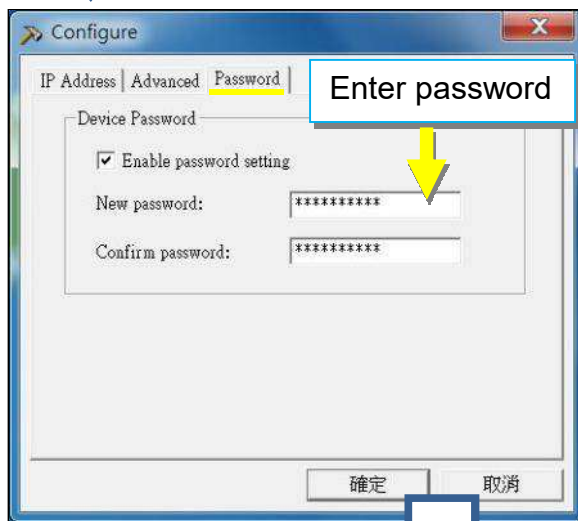 Configure
IP Address Advanced Password
Enter password
Device Password
Enable password setting
New password: **********
Confirm password: **********
確定 取消